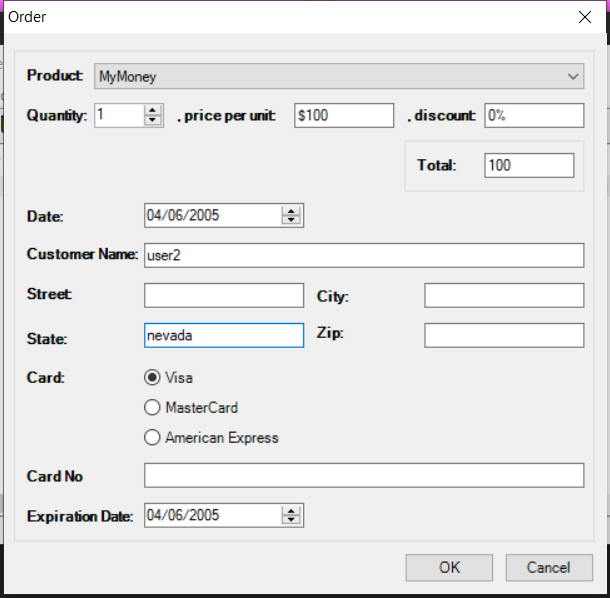 Order
Product: MyMoney
Quantity: 1 . price per unit: $100 . discount: 0%
Total: 100
Date: 04/06/2005
Customer Name: user2
Street: City:
State: nevada Zip:
Card: Visa
MasterCard
American Express
Card No
Expiration Date: 04/06/2005
OK Cancel